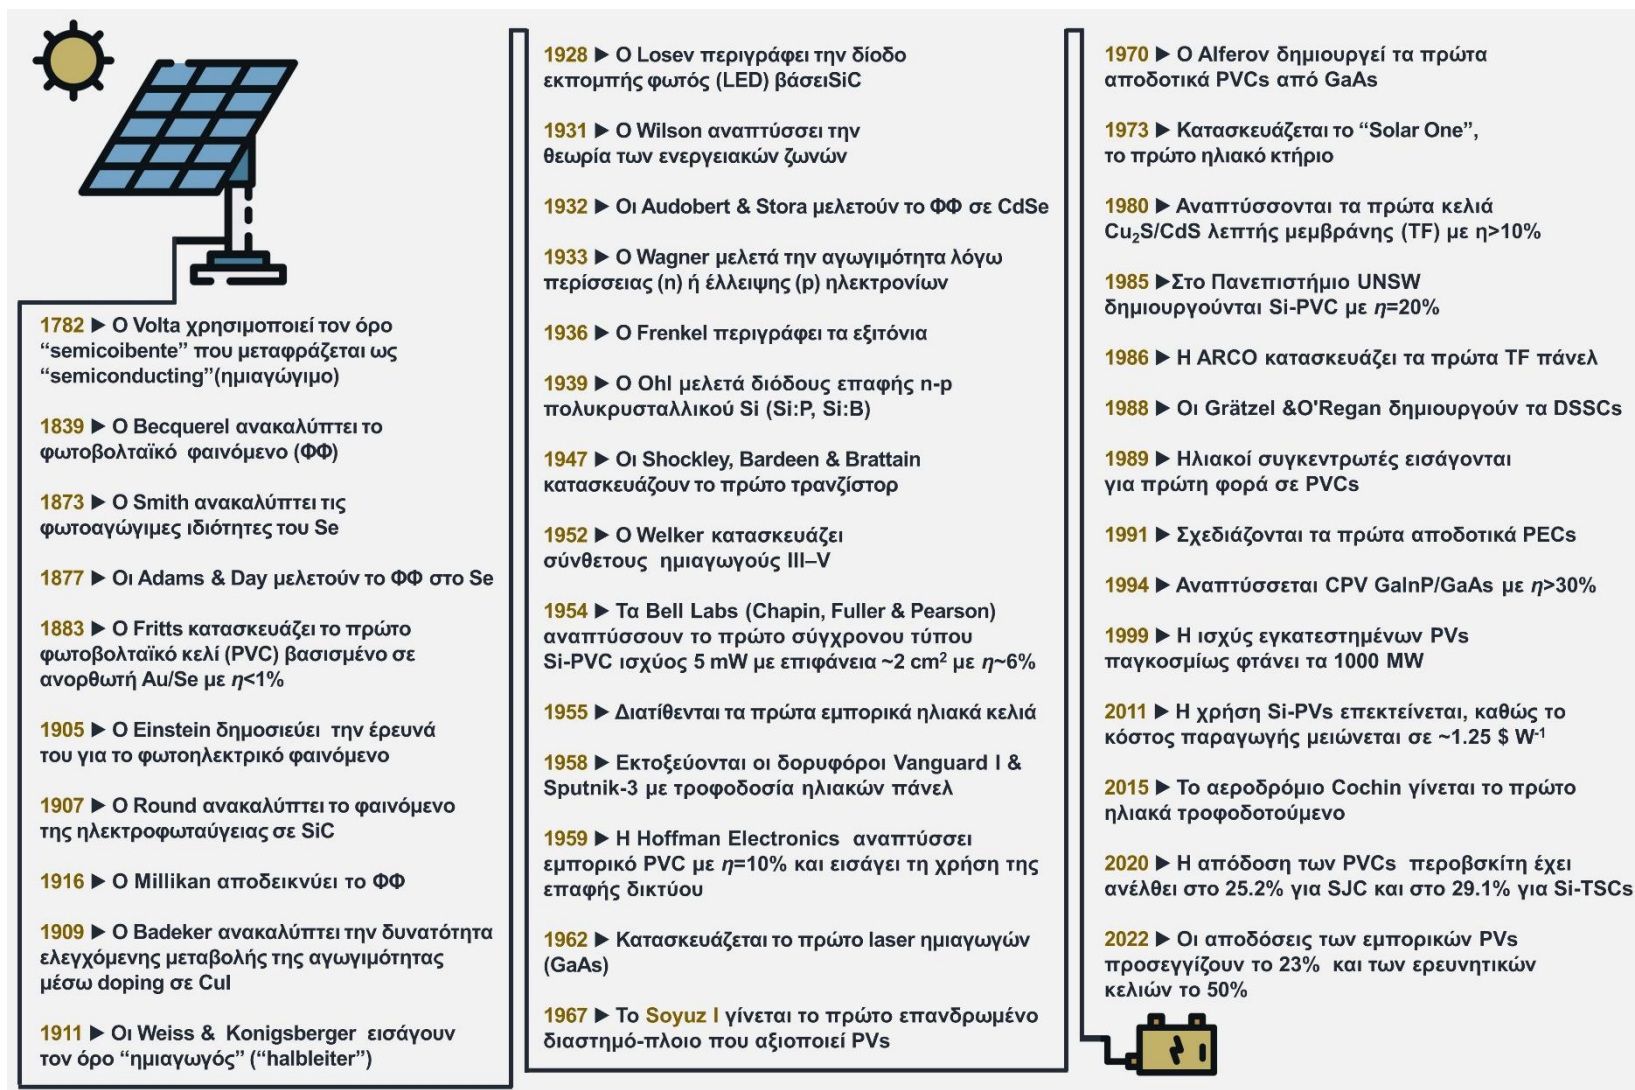 1782 ► Ο Volta χρησιμοποιεί τον όρο
“semicoibente” που μεταφράζεται ως
“semiconducting”(ημιαγώγιμο)
1839 ► Ο Becquerel ανακαλύπτει το
φωτοβολταϊκό φαινόμενο (ΦΦ)
1873 ► Ο Smith ανακαλύπτει τις
φωτοαγώγιμες ιδιότητες του Se
1877 ► Οι Adams & Day μελετούν το ΦΦ στο Se
1883 ► Ο Fritts κατασκευάζει το πρώτο
φωτοβολταϊκό κελί (PVC) βασισμένο σε
ανορθωτή Au/Se με η<1%
1905 ► Ο Einstein δημοσιεύει την έρευνά
του για το φωτοηλεκτρικό φαινόμενο
1907 ► Ο Round ανακαλύπτει το φαινόμενο
της ηλεκτροφωταύγειας σε SiC
1916 ► Ο Millikan αποδεικνύει το ΦΦ
1909 ► Ο Badeker ανακαλύπτει την δυνατότητα
ελεγχόμενης μεταβολής της αγωγιμότητας
μέσω doping σε CuI
1911 ► Οι Weiss & Konigsberger εισάγουν
τον όρο “ημιαγωγός” (“halbleiter”)
1928 ► Ο Losev περιγράφει την δίοδο
εκπομπής φωτός (LED) βάσειSiC
1931 ► Ο Wilson αναπτύσσει την
θεωρία των ενεργειακών ζωνών
1932 ► Οι Audobert & Stora μελετούν το ΦΦ σε CdSe
1933 ► Ο Wagner μελετά την αγωγιμότητα λόγω
περίσσειας (n) ή έλλειψης (p) ηλεκτρονίων
1936 ► Ο Frenkel περιγράφει τα εξιτόνια
1939 ► Ο Ohl μελετά διόδους επαφής n-p
πολυκρυσταλλικού Si (Si:P, Si:B)
1947 ► Οι Shockley, Bardeen & Brattain
κατασκευάζουν το πρώτο τρανζίστορ
1952 ► Ο Welker κατασκευάζει
σύνθετους ημιαγωγούς III–V
1954 ► Τα Bell Labs (Chapin, Fuller & Pearson)
αναπτύσσουν το πρώτο σύγχρονου τύπου
Si-PVC ισχύος 5 mW με επιφάνεια ~2 cm² με η~6%
1955 ► Διατίθενται τα πρώτα εμπορικά ηλιακά κελιά
1958 ► Εκτοξεύονται οι δορυφόροι Vanguard I &
Sputnik-3 με τροφοδοσία ηλιακών πάνελ
1959 ► Η Hoffman Electronics αναπτύσσει
εμπορικό PVC με η=10% και εισάγει τη χρήση της
επαφής δικτύου
1962 ► Κατασκευάζεται το πρώτο laser ημιαγωγών
(GaAs)
1967 ► Το Soyuz I γίνεται το πρώτο επανδρωμένο
διαστημό-πλοιο που αξιοποιεί PVs
1970 ► Ο Alferov δημιουργεί τα πρώτα
αποδοτικά PVCs από GaAs
1973 ► Κατασκευάζεται το “Solar One”,
το πρώτο ηλιακό κτήριο
1980 ► Αναπτύσσονται τα πρώτα κελιά
Cu₂S/CdS λεπτής μεμβράνης (TF) με η>10%
1985 ►Στο Πανεπιστήμιο UNSW
δημιουργούνται Si-PVC με η=20%
1986 ► Η ARCO κατασκευάζει τα πρώτα TF πάνελ
1988 ► Οι Grätzel &O'Regan δημιουργούν τα DSSCs
1989 ► Ηλιακοί συγκεντρωτές εισάγονται
για πρώτη φορά σε PVCs
1991 ► Σχεδιάζονται τα πρώτα αποδοτικά PECs
1994 ► Αναπτύσσεται CPV GaInP/GaAs με η>30%
1999 ► Η ισχύς εγκατεστημένων PVs
παγκοσμίως φτάνει τα 1000 MW
2011 ► Η χρήση Si-PVs επεκτείνεται, καθώς το
κόστος παραγωγής μειώνεται σε ~1.25 $ W⁻¹
2015 ► Το αεροδρόμιο Cochin γίνεται το πρώτο
ηλιακά τροφοδοτούμενο
2020 ► Η απόδοση των PVCs περοβσκίτη έχει
ανέλθει στο 25.2% για SJC και στο 29.1% για Si-TSCs
2022 ► Οι αποδόσεις των εμπορικών PVs
προσεγγίζουν το 23% και των ερευνητικών
κελιών το 50%